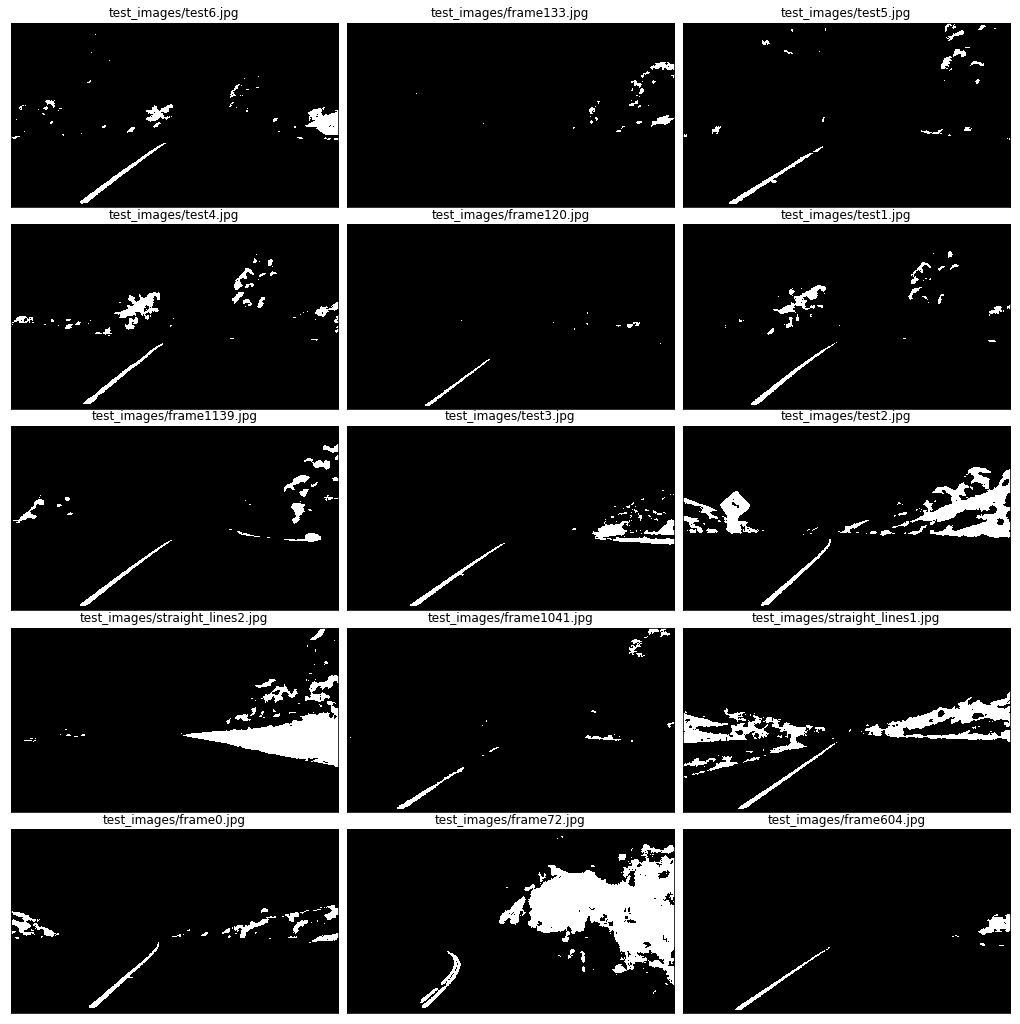 test_images/test6.jpg
test_images/frame133.jpg
test_images/test5.jpg
test_images/test4.jpg
test_images/frame120.jpg
test_images/test1.jpg
test_images/frame1139.jpg
test_images/test3.jpg
test_images/test2.jpg
test_images/straight_lines2.jpg
test_images/frame1041.jpg
test_images/straight_lines1.jpg
test_images/frame0.jpg
test_images/frame72.jpg
test_images/frame604.jpg